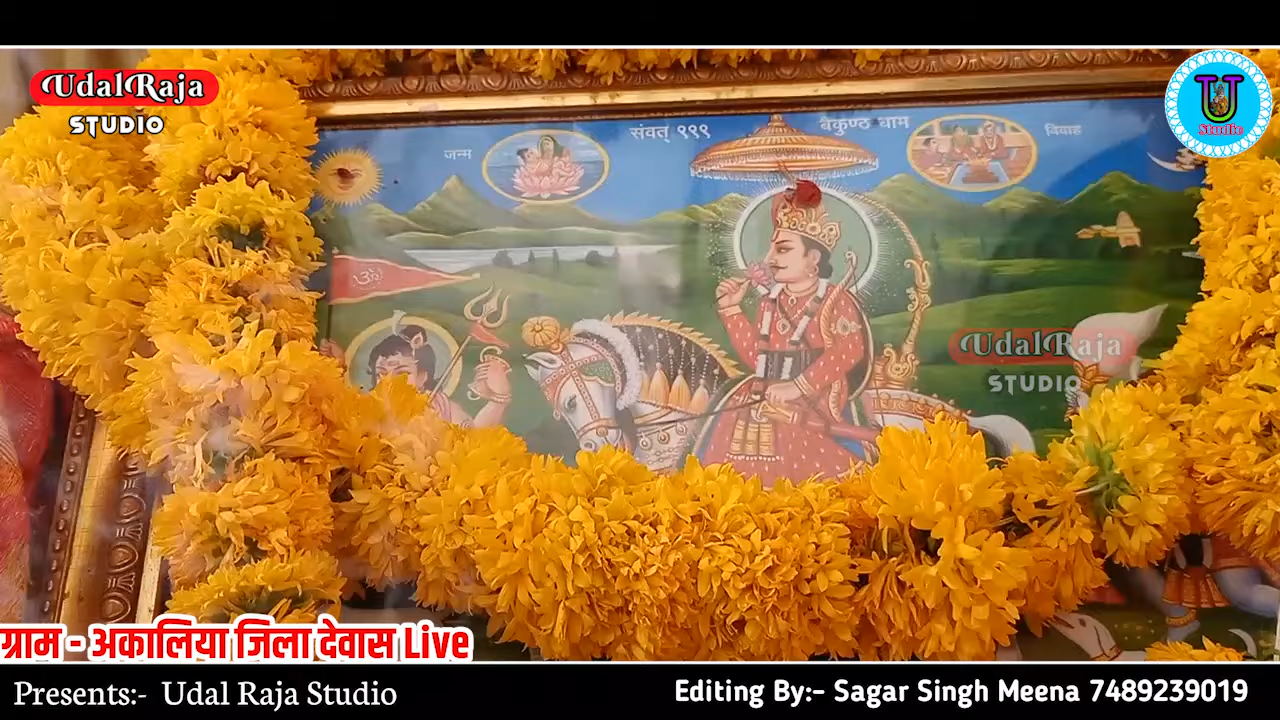 UdalRaja
STUDIO
संवत् ९९९
बैकुण्ठ धाम
जन्म
विवाह
U
Studio
ॐ
UdalRaja
STUDIO
ग्राम - अकालिया जिला देवास Live
Presents:- Udal Raja Studio
Editing By:- Sagar Singh Meena 7489239019